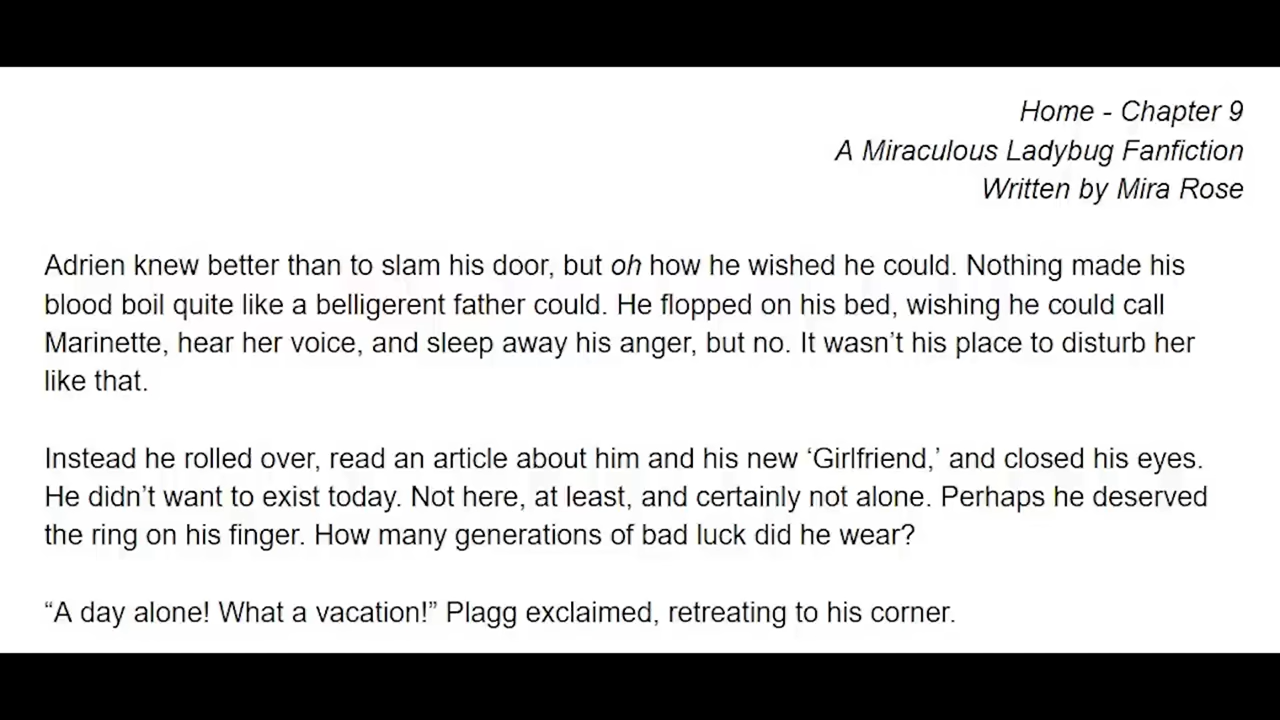 Home - Chapter 9
A Miraculous Ladybug Fanfiction
Written by Mira Rose
Adrien knew better than to slam his door, but oh how he wished he could. Nothing made his
blood boil quite like a belligerent father could. He flopped on his bed, wishing he could call
Marinette, hear her voice, and sleep away his anger, but no. It wasn’t his place to disturb her
like that.
Instead he rolled over, read an article about him and his new ‘Girlfriend,’ and closed his eyes.
He didn’t want to exist today. Not here, at least, and certainly not alone. Perhaps he deserved
the ring on his finger. How many generations of bad luck did he wear?
“A day alone! What a vacation!” Plagg exclaimed, retreating to his corner.